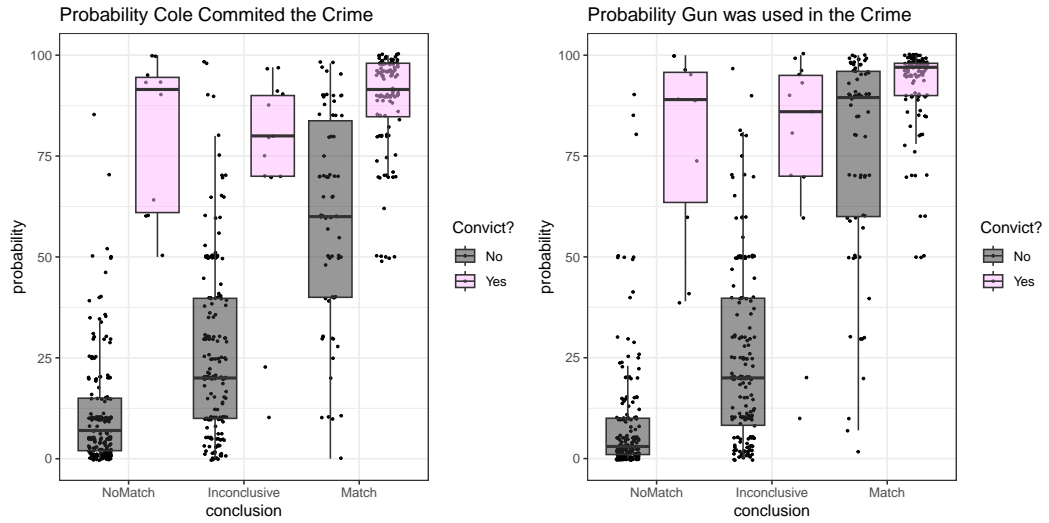 Probability Cole Commited the Crime
100
75
50
25
0
probability
NoMatch
Inconclusive
Match
conclusion
Convict?
No
Yes
Probability Gun was used in the Crime
100
75
50
25
0
probability
NoMatch
Inconclusive
Match
conclusion
Convict?
No
Yes